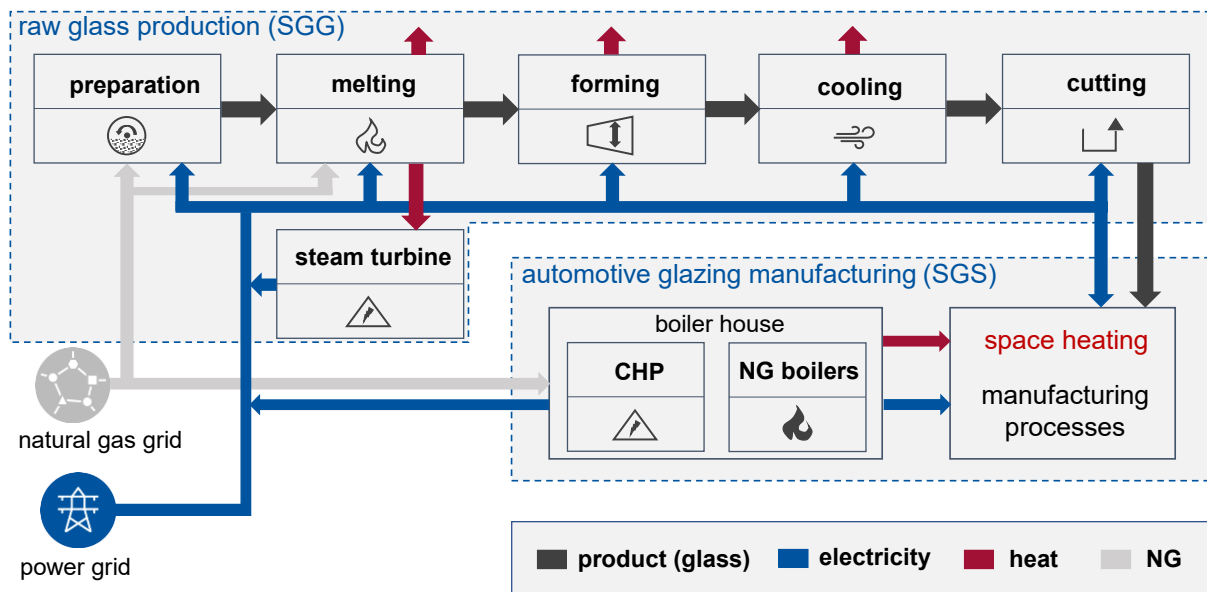 raw glass production (SGG)
preparation
melting
forming
cooling
cutting
steam turbine
automotive glazing manufacturing (SGS)
boiler house
CHP
NG boilers
space heating
manufacturing
processes
natural gas grid
power grid
product (glass)
electricity
heat
NG